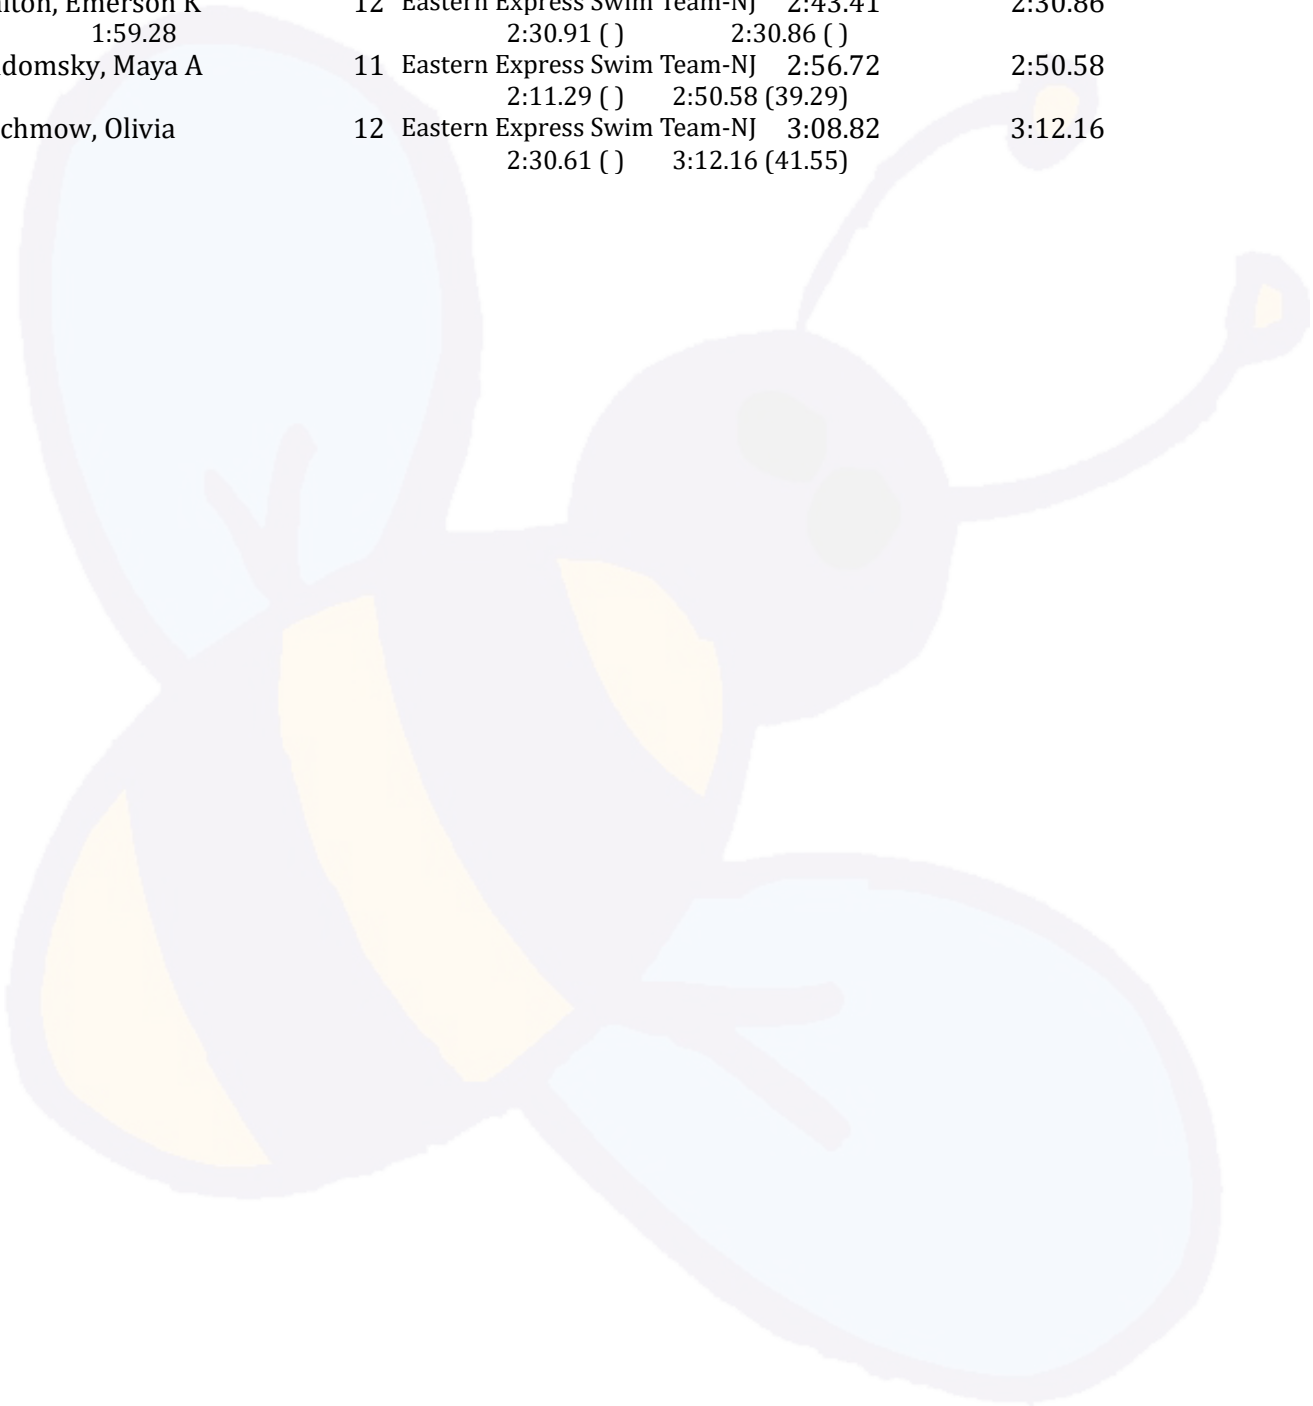 lton, Emerson K 12 Eastern Express Swim Team-NJ 2:43.41 2:30.86
1:59.28 2:30.91 ( ) 2:30.86 ( )
domsky, Maya A 11 Eastern Express Swim Team-NJ 2:56.72 2:50.58
2:11.29 ( ) 2:50.58 (39.29)
chmow, Olivia 12 Eastern Express Swim Team-NJ 3:08.82 3:12.16
2:30.61 ( ) 3:12.16 (41.55)